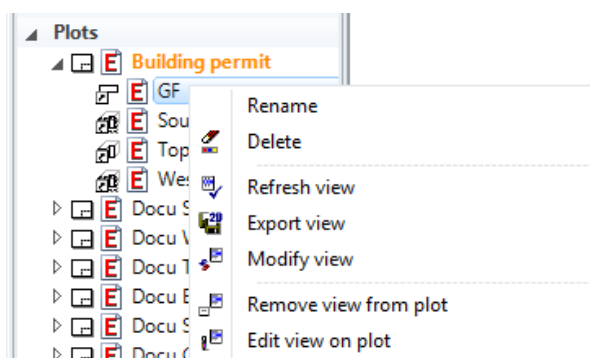 Plots
E Building permit
E GF
E Sou
E Top
E Wes
E Docu S
E Docu
E Docu T
E Docu E
E Docu S
E Docu
Rename
Delete
Refresh view
2D
Export view
Modify view
Remove view from plot
Edit view on plot